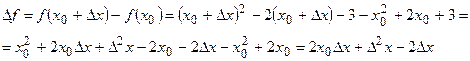 Δf = f(x₀ + Δx) − f(x₀) = (x₀ + Δx)² − 2(x₀ + Δx) − 3 − x₀² + 2x₀ + 3 =
= x₀² + 2x₀Δx + Δ²x − 2x₀ − 2Δx − x₀² + 2x₀ = 2x₀Δx + Δ²x − 2Δx